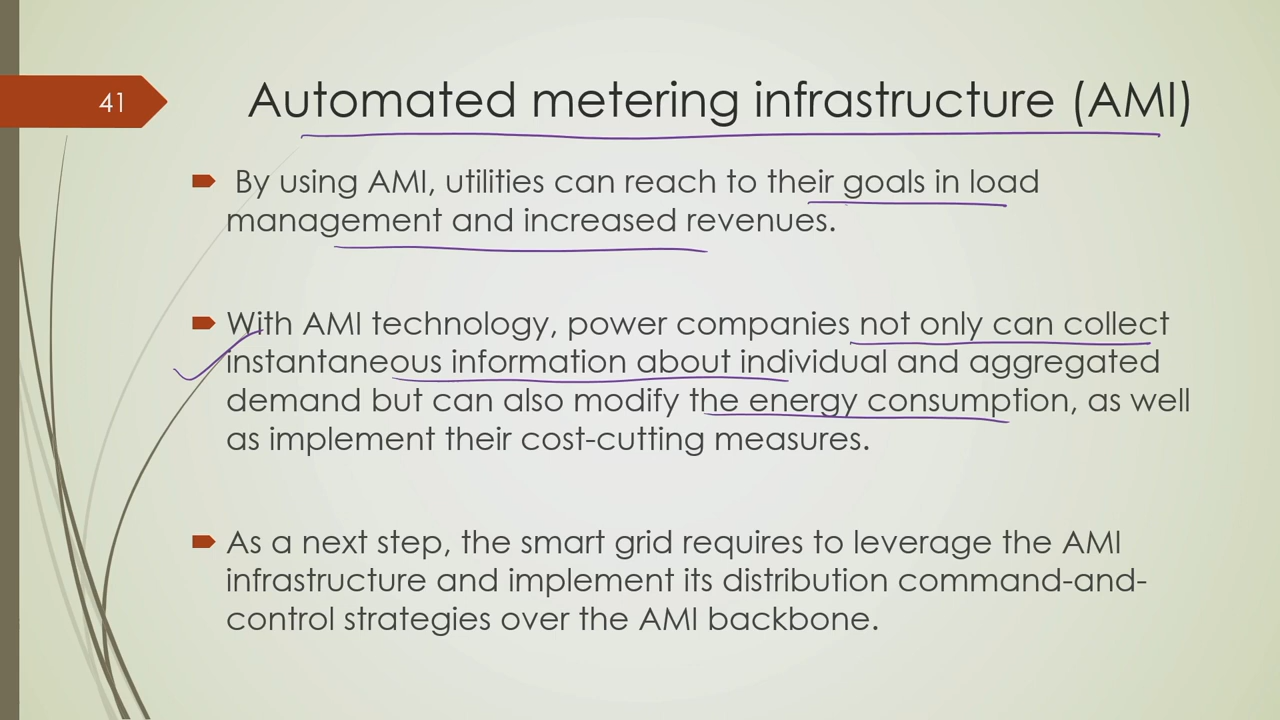 41
Automated metering infrastructure (AMI)
By using AMI, utilities can reach to their goals in load
management and increased revenues.
With AMI technology, power companies not only can collect
instantaneous information about individual and aggregated
demand but can also modify the energy consumption, as well
as implement their cost-cutting measures.
As a next step, the smart grid requires to leverage the AMI
infrastructure and implement its distribution command-and-
control strategies over the AMI backbone.